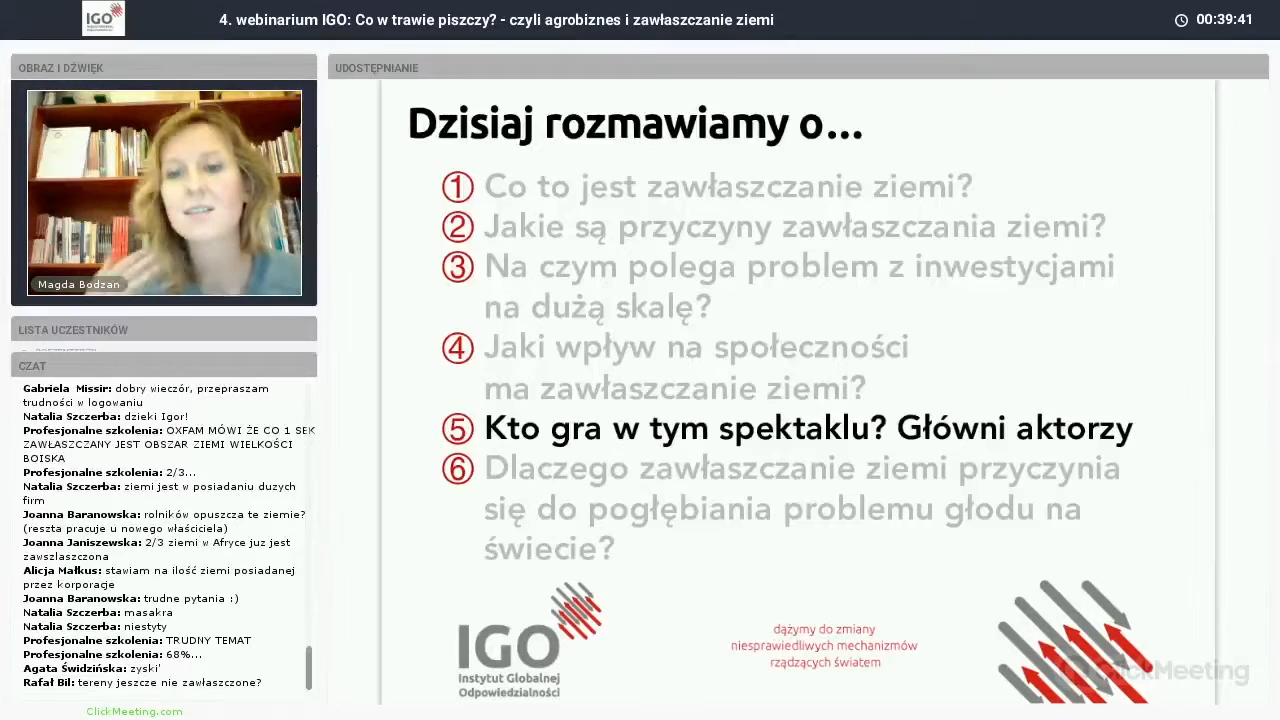 IGO
4. webinarium IGO: Co w trawie piszczy? - czyli agrobiznes i zawłaszczanie ziemi
00:39:41
OBRAZ I DŹWIĘK
Magda Bodzan
LISTA UCZESTNIKÓW
CZAT
Gabriela Missir: dobry wieczór, przepraszam
trudności w logowaniu
Natalia Szczerba: dzieki Igor!
Profesjonalne szkolenia: OXFAM MÓWI ŻE CO 1 SEK
ZAWŁASZCZANY JEST OBSZAR ZIEMI WIELKOŚCI
BOISKA
Profesjonalne szkolenia: 2/3...
Natalia Szczerba: ziemi jest w posiadaniu duzych
firm
Joanna Baranowska: rolników opuszcza te ziemie?
(reszta pracuje u nowego właściciela)
Joanna Janiszewska: 2/3 ziemi w Afryce juz jest
zawszlaszczona
Alicja Małkus: stawiam na ilość ziemi posiadanej
przez korporacje
Joanna Baranowska: trudne pytania :)
Natalia Szczerba: masakra
Natalia Szczerba: niestyty
Profesjonalne szkolenia: TRUDNY TEMAT
Profesjonalne szkolenia: 68%...
Agata Świdzińska: zyski'
Rafał Bil: tereny jeszcze nie zawłaszczone?
ClickMeeting.com
UDOSTĘPNIANIE
Dzisiaj rozmawiamy o...
① Co to jest zawłaszczanie ziemi?
② Jakie są przyczyny zawłaszczania ziemi?
③ Na czym polega problem z inwestycjami
na dużą skalę?
④ Jaki wpływ na społeczności
ma zawłaszczanie ziemi?
⑤ Kto gra w tym spektaklu? Główni aktorzy
⑥ Dlaczego zawłaszczanie ziemi przyczynia
się do pogłębiania problemu głodu na
świecie?
IGO
Instytut Globalnej
Odpowiedzialności
dążymy do zmiany
niesprawiedliwych mechanizmów
rządzących światem
ClickMeeting